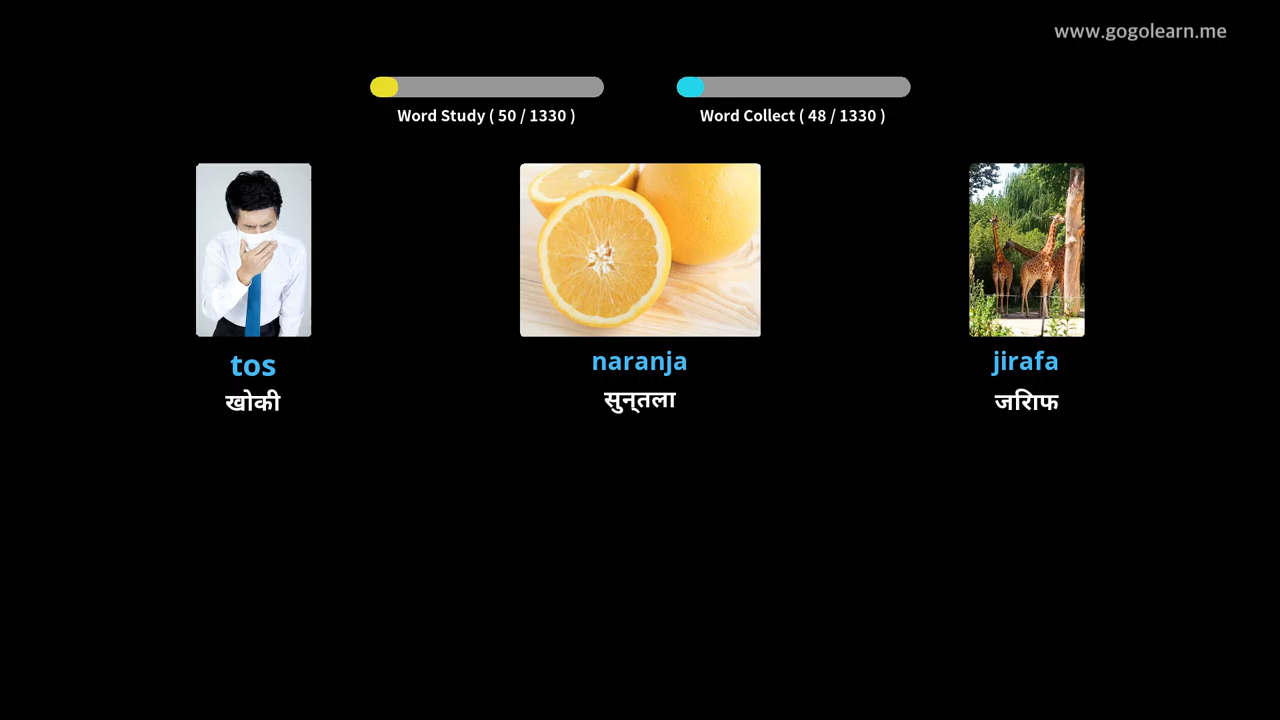 www.gogolearn.me
Word Study ( 50 / 1330 )
Word Collect ( 48 / 1330 )
tos
naranja
jirafa
खोकी
सुन्तला
जिराफ